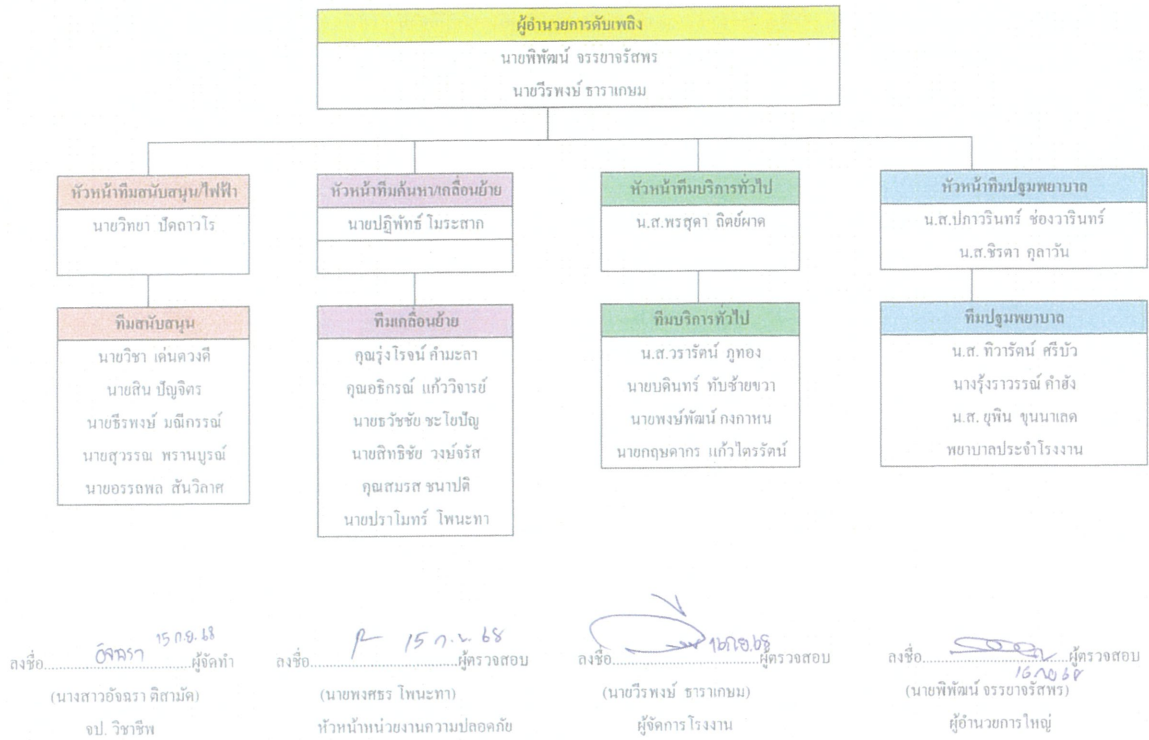 ผู้อำนวยการดับเพลิง
นายพิพัฒน์ จรรยาจรัสพร
นายวีรพงษ์ ธาราเกษม
หัวหน้าทีมสนับสนุน/ไฟฟ้า
นายวิทยา ปัดถาวโร
หัวหน้าทีมค้นหา/เคลื่อนย้าย
นายปฏิพัทธ์ โมระสาก
หัวหน้าทีมบริการทั่วไป
น.ส.พรสุดา ถิตย์ผาด
หัวหน้าทีมปฐมพยาบาล
น.ส.ปภาวรินทร์ ช่องวารินทร์
น.ส.ชิรตา กุลาวัน
ทีมสนับสนุน
นายวิชา เด่นดวงดี
นายสิน ปัญจิตร
นายธีรพงษ์ มณีกรรณ์
นายสุวรรณ พรานบูรณ์
นายอรรถพล สันวิลาศ
ทีมเคลื่อนย้าย
คุณรุ่งโรจน์ คำมะลา
คุณอธิกรณ์ แก้ววิจารย์
นายธวัชชัย ชะโยปัญ
นายสิทธิชัย วงษ์จรัส
คุณสมรส ชนาปดิ
นายปราโมทร์ โพนะทา
ทีมบริการทั่วไป
น.ส.วรารัตน์ ภูทอง
นายบดินทร์ ทับซ้ายขวา
นายพงษ์พัฒน์ กงกาหน
นายกฤษดากร แก้วไตรรัตน์
ทีมปฐมพยาบาล
น.ส. ทิวารัตน์ ศรีบัว
นางรุ้งราวรรณ์ คำฮัง
น.ส. ยุพิน ขุนนาเลด
พยาบาลประจำโรงงาน
15 ก.ย. 68
ลงชื่อ อัจฉรา ผู้จัดทำ
(นางสาวอัจฉรา ติสามัค)
จป. วิชาชีพ
15 ก.ย. 68
ลงชื่อ ผู้ตรวจสอบ
(นายพงศธร โพนะทา)
หัวหน้าหน่วยงานความปลอดภัย
16 ก.ย. 68
ลงชื่อ ผู้ตรวจสอบ
(นายวีรพงษ์ ธาราเกษม)
ผู้จัดการโรงงาน
ลงชื่อ ผู้ตรวจสอบ
16 ก.ย. 68
(นายพิพัฒน์ จรรยาจรัสพร)
ผู้อำนวยการใหญ่